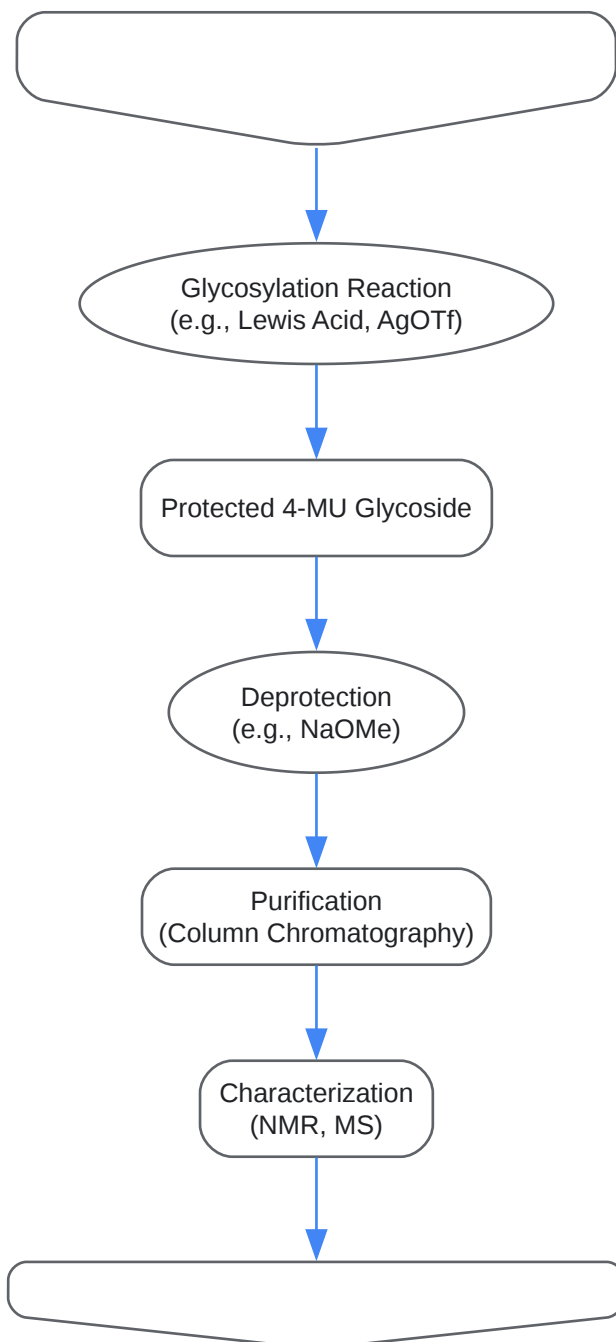 Glycosylation Reaction
(e.g., Lewis Acid, AgOTf)
Protected 4-MU Glycoside
Deprotection
(e.g., NaOMe)
Purification
(Column Chromatography)
Characterization
(NMR, MS)